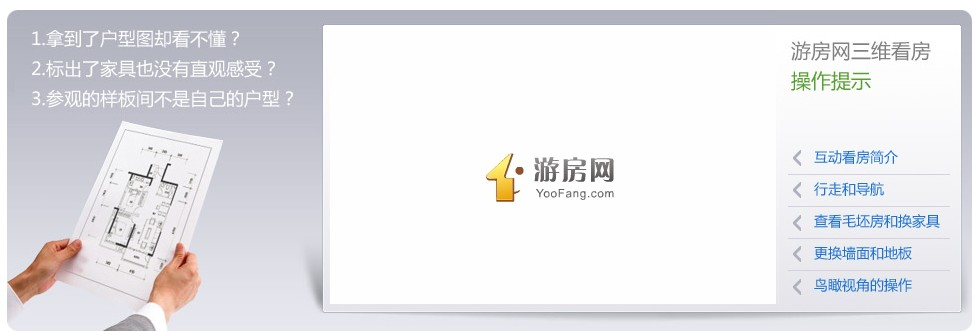 1.拿到了户型图却看不懂？
2.标出了家具也没有直观感受？
3.参观的样板间不是自己的户型？
游房网
YooFang.com
游房网三维看房
操作提示
互动看房简介
行走和导航
查看毛坯房和换家具
更换墙面和地板
鸟瞰视角的操作